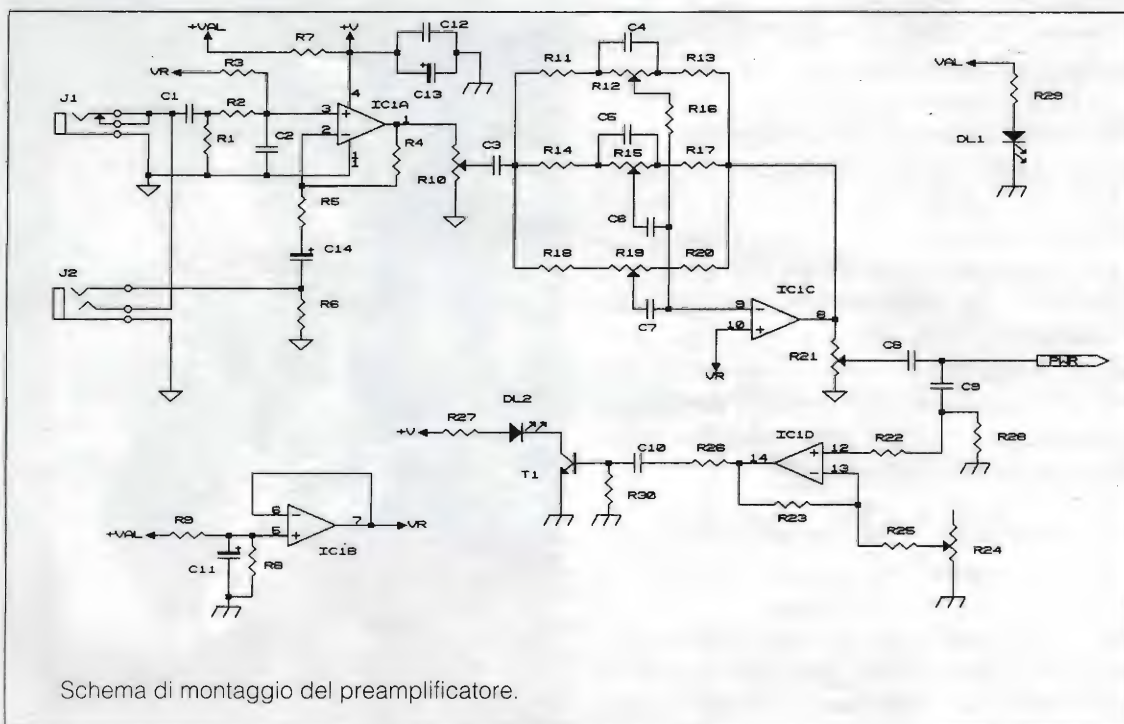 +VAL
+V
C12
R7
C13
R3
VR
4
J1
C1
R2
3
IC1A
1
2
R1
C2
R4
11
R10
C3
R5
C14
J2
R6
C4
R11
R13
R12
R16
C5
R14
R15
R17
C6
R18
R19
R20
C7
9
IC1C
8
10
VR
R21
C8
PWR
C9
VAL
R29
DL1
DL2
+V
R27
T1
C10
R26
R30
IC1D
14
12
13
R22
R28
R23
R25
R24
+VAL
R9
6
7
VR
5
IC1B
C11
R8
Schema di montaggio del preamplificatore.